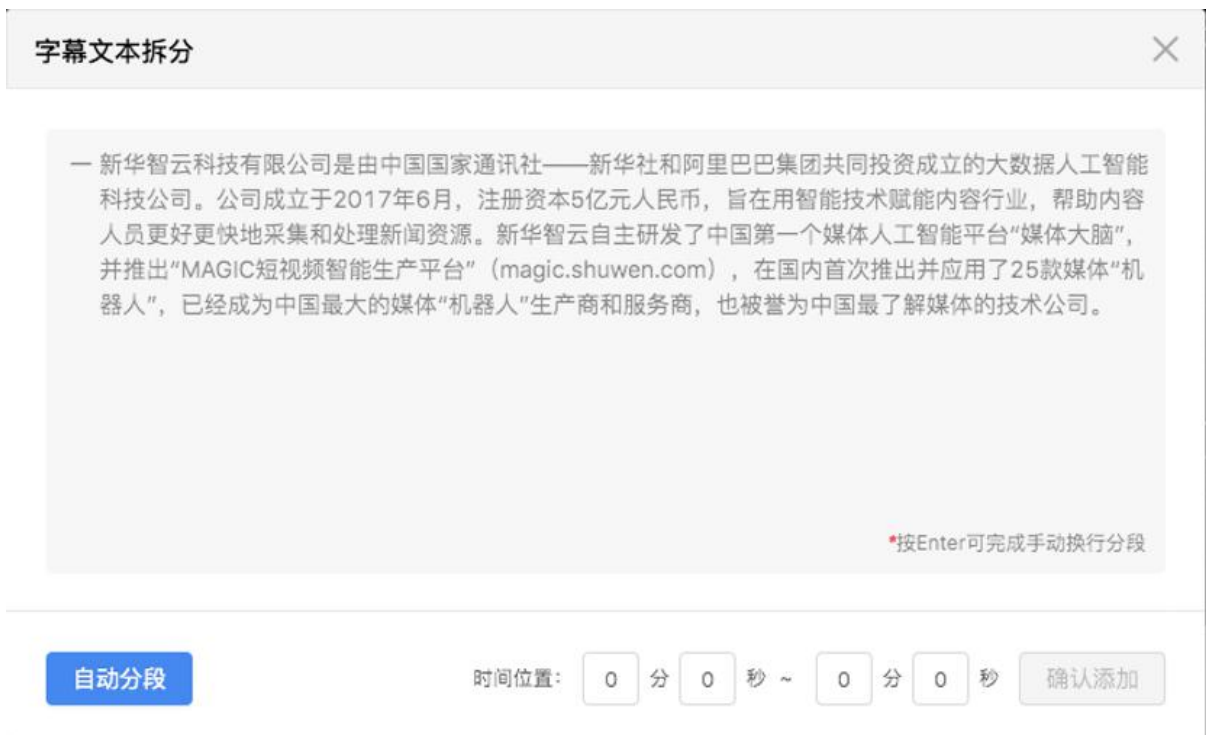 字幕文本拆分
一 新华智云科技有限公司是由中国国家通讯社——新华社和阿里巴巴集团共同投资成立的大数据人工智能
科技公司。公司成立于2017年6月，注册资本5亿元人民币，旨在用智能技术赋能内容行业，帮助内容
人员更好更快地采集和处理新闻资源。新华智云自主研发了中国第一个媒体人工智能平台“媒体大脑”，
并推出“MAGIC短视频智能生产平台”（magic.shuwen.com），在国内首次推出并应用了25款媒体“机
器人”，已经成为中国最大的媒体“机器人”生产商和服务商，也被誉为中国最了解媒体的技术公司。
*按Enter可完成手动换行分段
自动分段 时间位置： 0 分 0 秒 ~ 0 分 0 秒 确认添加